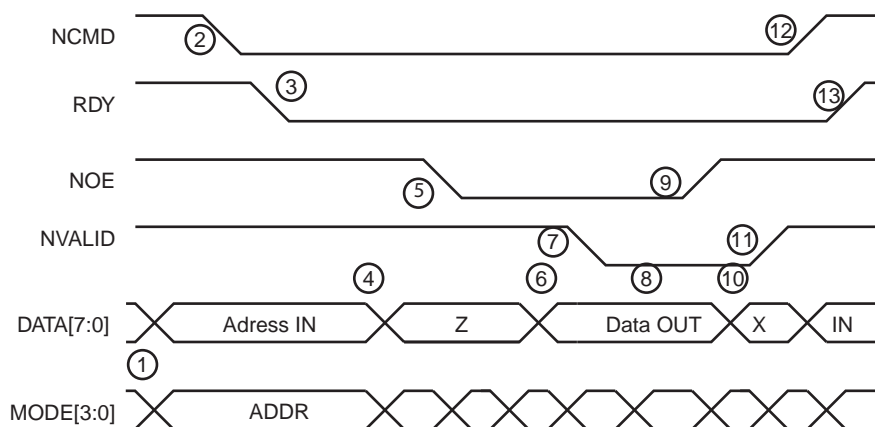 NCMD
2
12
RDY
3
13
NOE
5
9
NVALID
7
11
4
6
8
10
DATA[7:0]
Adress IN
Z
Data OUT
X
IN
1
MODE[3:0]
ADDR